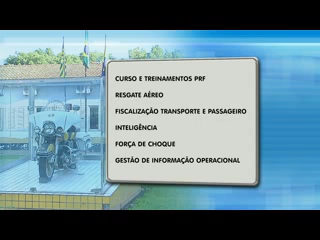 CURSO E TREINAMENTOS PRF
RESGATE AÉREO
FISCALIZAÇÃO TRANSPORTE E PASSAGEIRO
INTELIGÊNCIA
FORÇA DE CHOQUE
GESTÃO DE INFORMAÇÃO OPERACIONAL